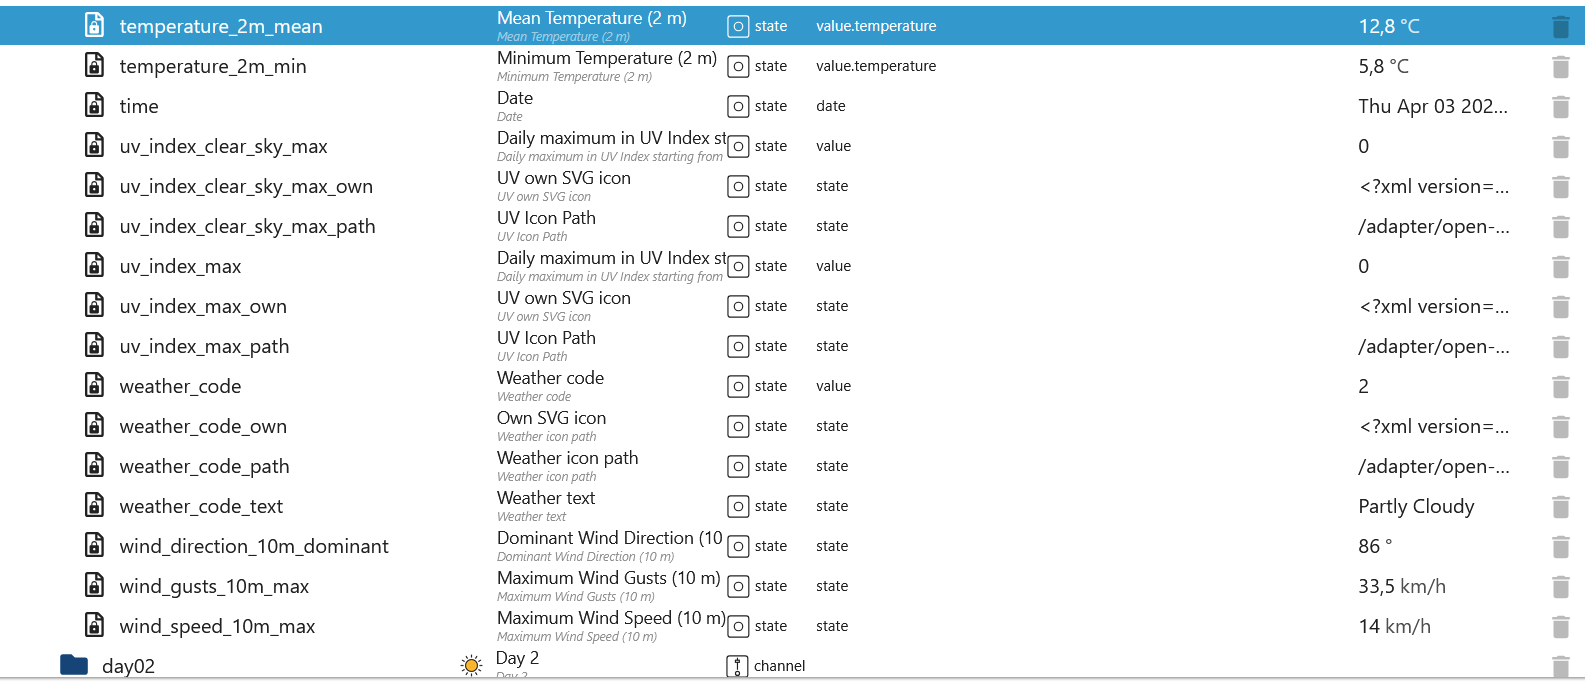 temperature_2m_mean Mean Temperature (2 m) state value.temperature 12,8 °C
Mean Temperature (2 m)
temperature_2m_min Minimum Temperature (2 m) state value.temperature 5,8 °C
Minimum Temperature (2 m)
time Date state date Thu Apr 03 202...
Date
uv_index_clear_sky_max Daily maximum in UV Index st state value 0
Daily maximum in UV Index starting from
uv_index_clear_sky_max_own UV own SVG icon state state <?xml version=...
UV own SVG icon
uv_index_clear_sky_max_path UV Icon Path state state /adapter/open-...
UV Icon Path
uv_index_max Daily maximum in UV Index st state value 0
Daily maximum in UV Index starting from
uv_index_max_own UV own SVG icon state state <?xml version=...
UV own SVG icon
uv_index_max_path UV Icon Path state state /adapter/open-...
UV Icon Path
weather_code Weather code state value 2
Weather code
weather_code_own Own SVG icon state state <?xml version=...
Weather icon path
weather_code_path Weather icon path state state /adapter/open-...
Weather icon path
weather_code_text Weather text state state Partly Cloudy
Weather text
wind_direction_10m_dominant Dominant Wind Direction (10 state state 86 °
Dominant Wind Direction (10 m)
wind_gusts_10m_max Maximum Wind Gusts (10 m) state state 33,5 km/h
Maximum Wind Gusts (10 m)
wind_speed_10m_max Maximum Wind Speed (10 m) state state 14 km/h
Maximum Wind Speed (10 m)
day02 Day 2 channel
Day 2